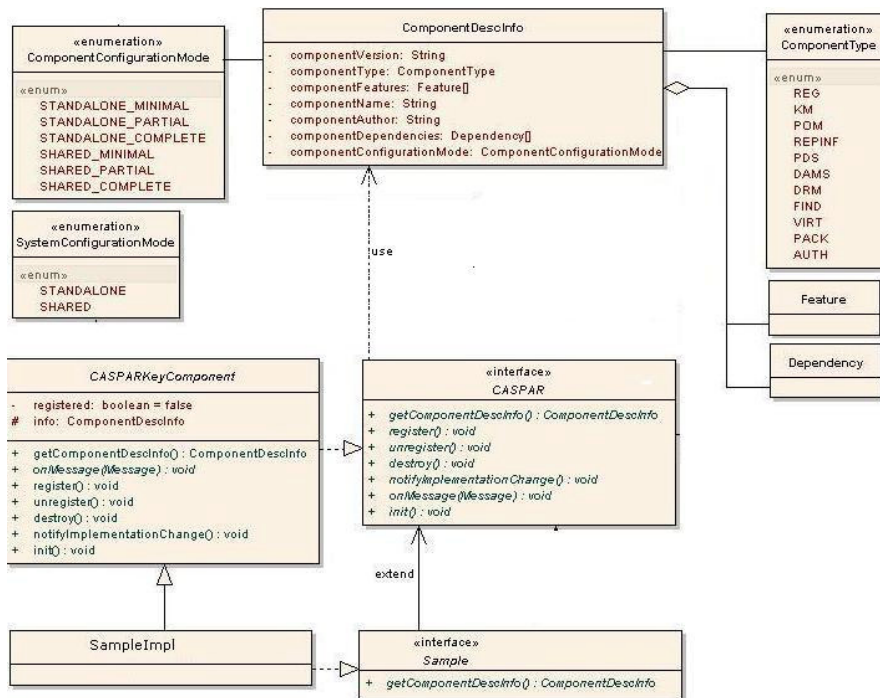 «enumeration»
ComponentConfigurationMode
«enum»
STANDALONE_MINIMAL
STANDALONE_PARTIAL
STANDALONE_COMPLETE
SHARED_MINIMAL
SHARED_PARTIAL
SHARED_COMPLETE
ComponentDescInfo
- componentVersion: String
- componentType: ComponentType
- componentFeatures: Feature[]
- componentName: String
- componentAuthor: String
- componentDependencies: Dependency[]
- componentConfigurationMode: ComponentConfigurationMode
«enumeration»
ComponentType
«enum»
REG
KM
POM
REPINF
PDS
DAMS
DRM
FIND
VIRT
PACK
AUTH
«enumeration»
SystemConfigurationMode
«enum»
STANDALONE
SHARED
use
Feature
Dependency
CASPARKeyComponent
- registered: boolean = false
# info: ComponentDescInfo
+ getComponentDescInfo() : ComponentDescInfo
+ onMessage(Message) : void
+ register() : void
+ unregister() : void
+ destroy() : void
+ notifyImplementationChange() : void
+ init() : void
«interface»
CASPAR
+ getComponentDescInfo() : ComponentDescInfo
+ register() : void
+ unregister() : void
+ destroy() : void
+ notifyImplementationChange() : void
+ onMessage(Message) : void
+ init() : void
extend
SampleImpl
«interface»
Sample
+ getComponentDescInfo() : ComponentDescInfo